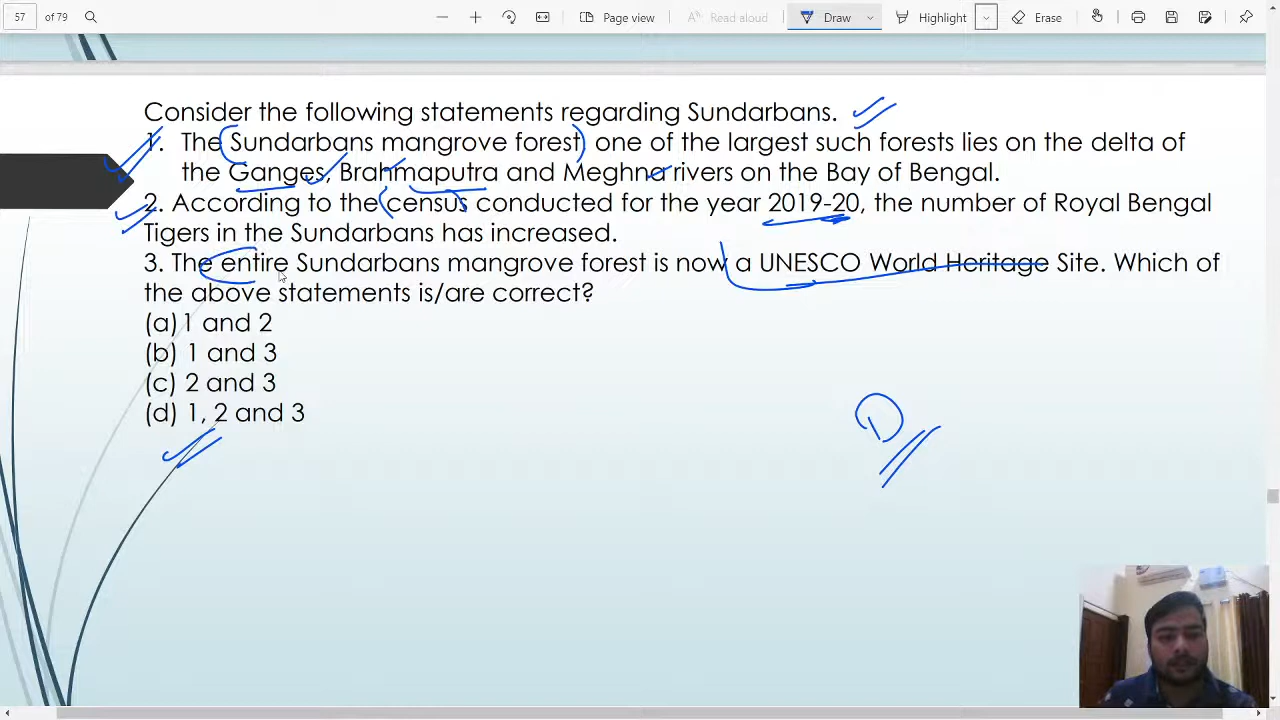 57 of 79 Page view Read aloud Draw Highlight Erase
Consider the following statements regarding Sundarbans.
1. The Sundarbans mangrove forest one of the largest such forests lies on the delta of
the Ganges, Brahmaputra and Meghna rivers on the Bay of Bengal.
2. According to the census conducted for the year 2019-20, the number of Royal Bengal
Tigers in the Sundarbans has increased.
3. The entire Sundarbans mangrove forest is now a UNESCO World Heritage Site. Which of
the above statements is/are correct?
(a) 1 and 2
(b) 1 and 3
(c) 2 and 3
(d) 1, 2 and 3
D